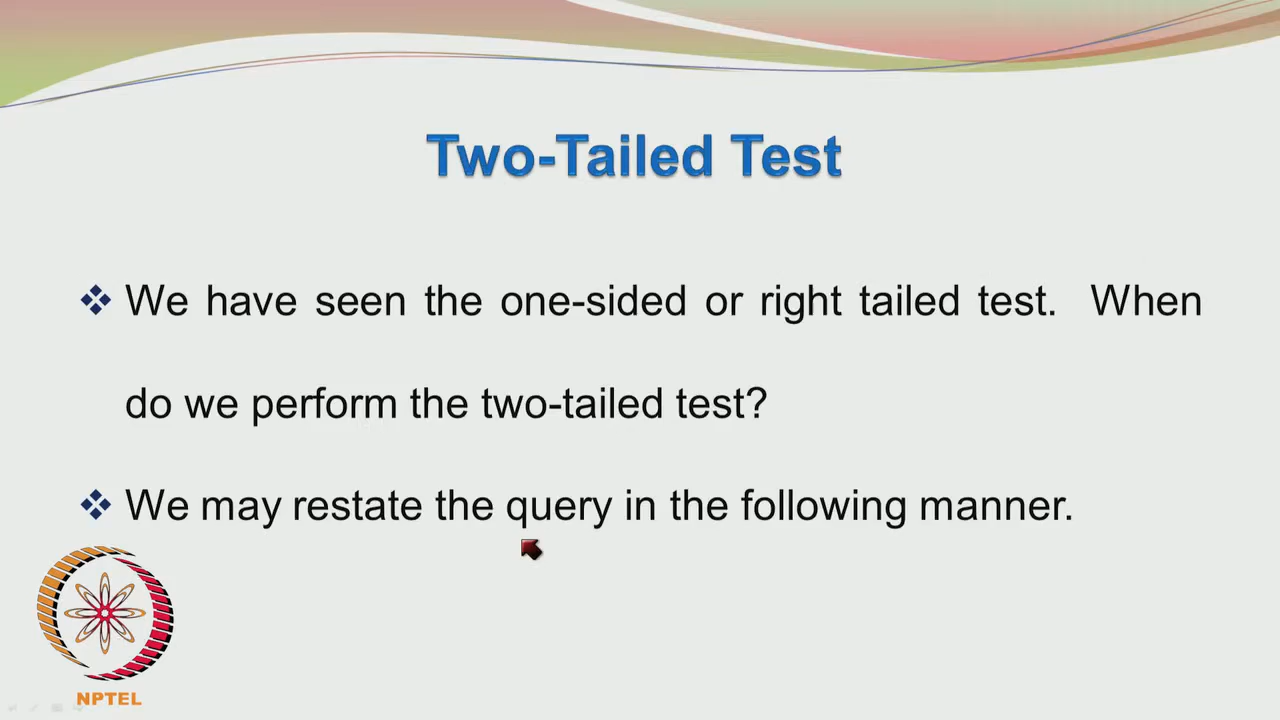 Two-Tailed Test
We have seen the one-sided or right tailed test. When
do we perform the two-tailed test?
We may restate the query in the following manner.
NPTEL